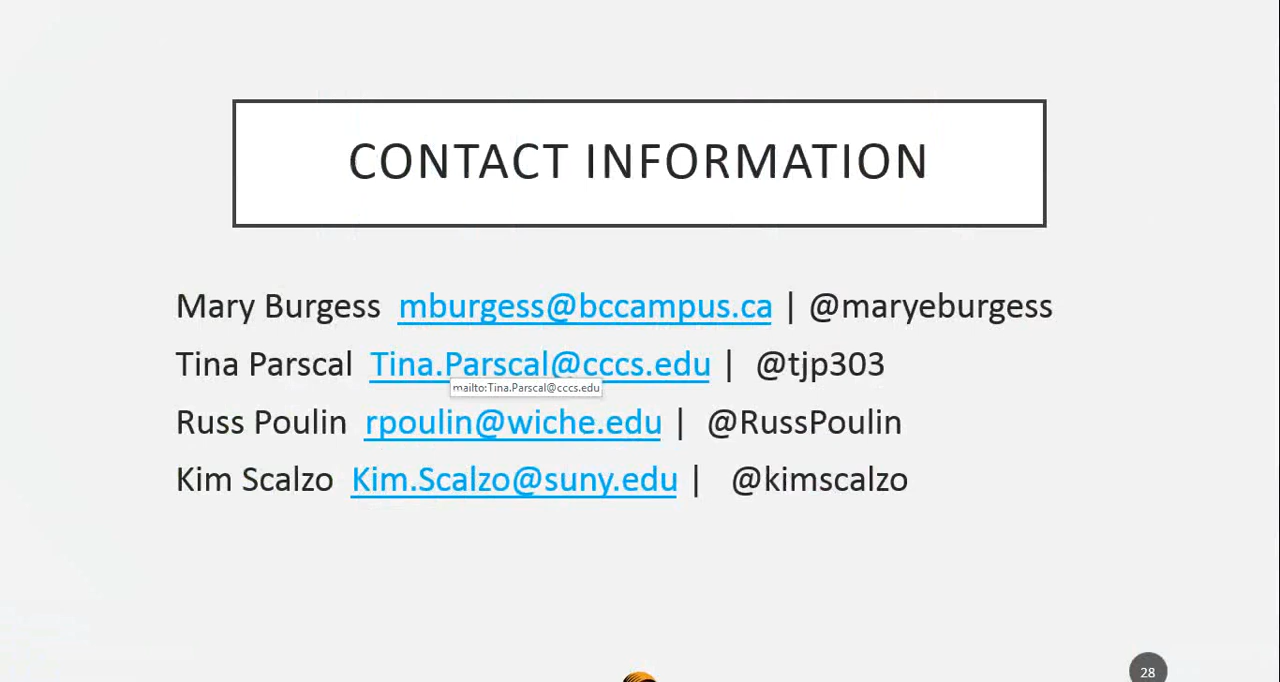 CONTACT INFORMATION
Mary Burgess mburgess@bccampus.ca | @maryeburgess
Tina Parscal Tina.Parscal@cccs.edu | @tjp303
mailto:Tina.Parscal@cccs.edu
Russ Poulin rpoulin@wiche.edu | @RussPoulin
Kim Scalzo Kim.Scalzo@suny.edu | @kimscalzo
28